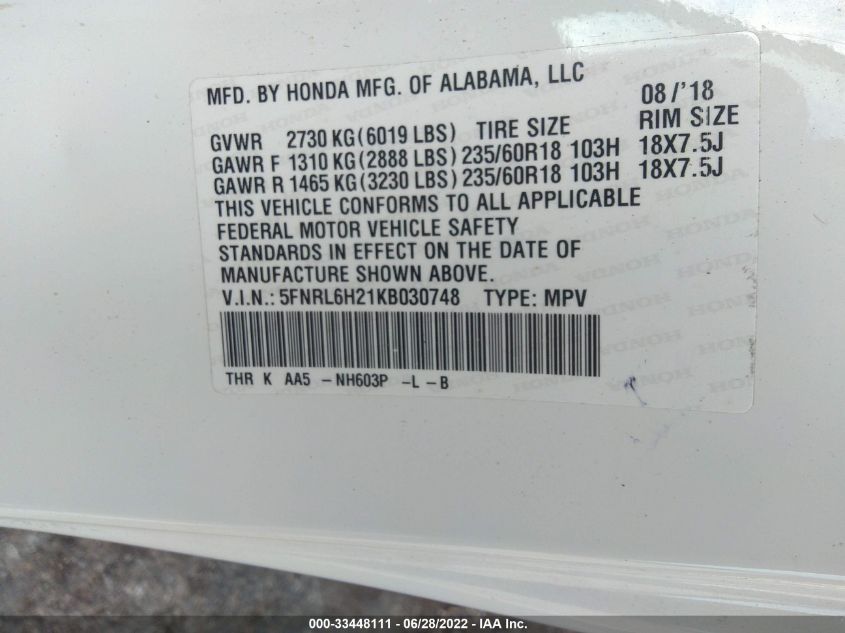 MFD. BY HONDA MFG. OF ALABAMA, LLC 08/'18
GVWR 2730 KG (6019 LBS) TIRE SIZE RIM SIZE
GAWR F 1310 KG (2888 LBS) 235/60R18 103H 18X7.5J
GAWR R 1465 KG (3230 LBS) 235/60R18 103H 18X7.5J
THIS VEHICLE CONFORMS TO ALL APPLICABLE
FEDERAL MOTOR VEHICLE SAFETY
STANDARDS IN EFFECT ON THE DATE OF
MANUFACTURE SHOWN ABOVE.
V.I.N.: 5FNRL6H21KB030748 TYPE: MPV
THR K AA5 -NH603P -L -B
000-33448111 - 06/28/2022 - IAA Inc.